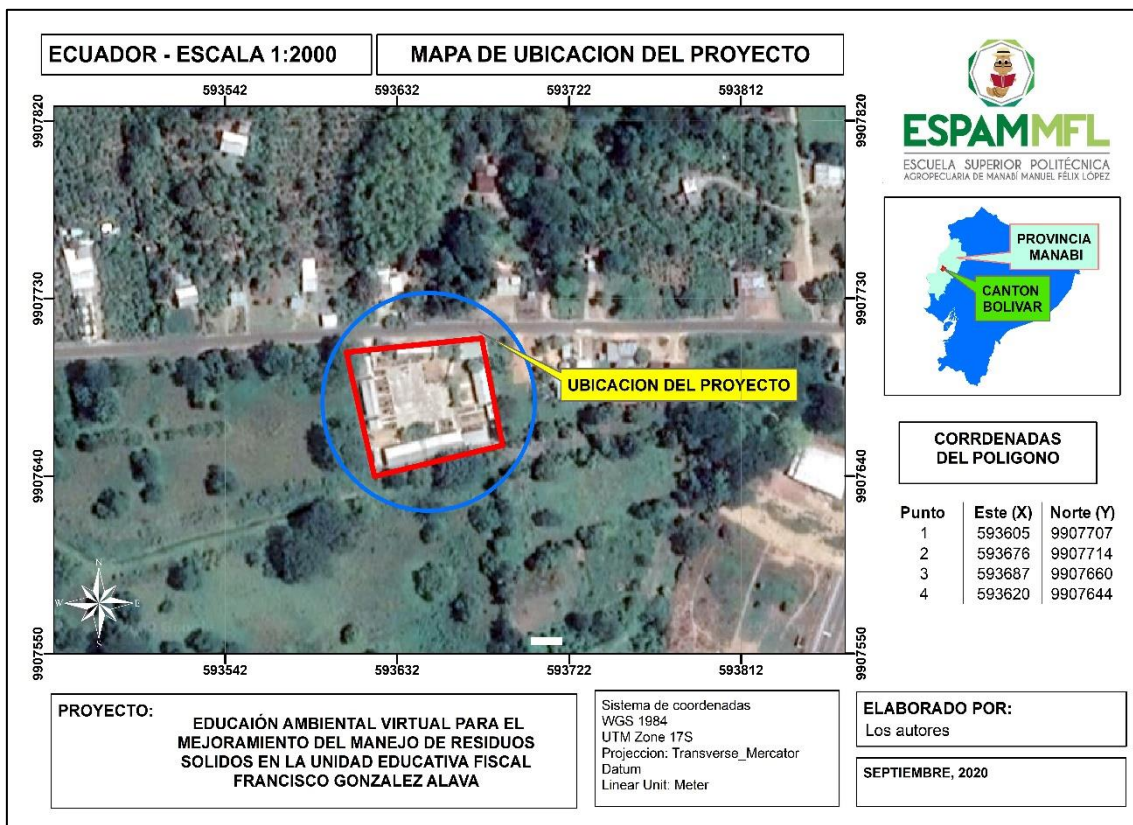 ECUADOR - ESCALA 1:2000
MAPA DE UBICACION DEL PROYECTO
593542
593632
593722
593812
9907820
9907820
9907730
9907730
9907640
9907640
9907550
9907550
UBICACION DEL PROYECTO
N
W
E
S
593542
593632
593722
593812
ESPAMMFL
ESCUELA SUPERIOR POLITÉCNICA
AGROPECUARIA DE MANABÍ MANUEL FÉLIX LÓPEZ
PROVINCIA
MANABI
CANTON
BOLIVAR
CORRDENADAS
DEL POLIGONO
Punto Este (X) Norte (Y)
1 593605 9907707
2 593676 9907714
3 593687 9907660
4 593620 9907644
PROYECTO:
EDUCAIÓN AMBIENTAL VIRTUAL PARA EL
MEJORAMIENTO DEL MANEJO DE RESIDUOS
SOLIDOS EN LA UNIDAD EDUCATIVA FISCAL
FRANCISCO GONZALEZ ALAVA
Sistema de coordenadas
WGS 1984
UTM Zone 17S
Projeccion: Transverse_Mercator
Datum
Linear Unit: Meter
ELABORADO POR:
Los autores
SEPTIEMBRE, 2020